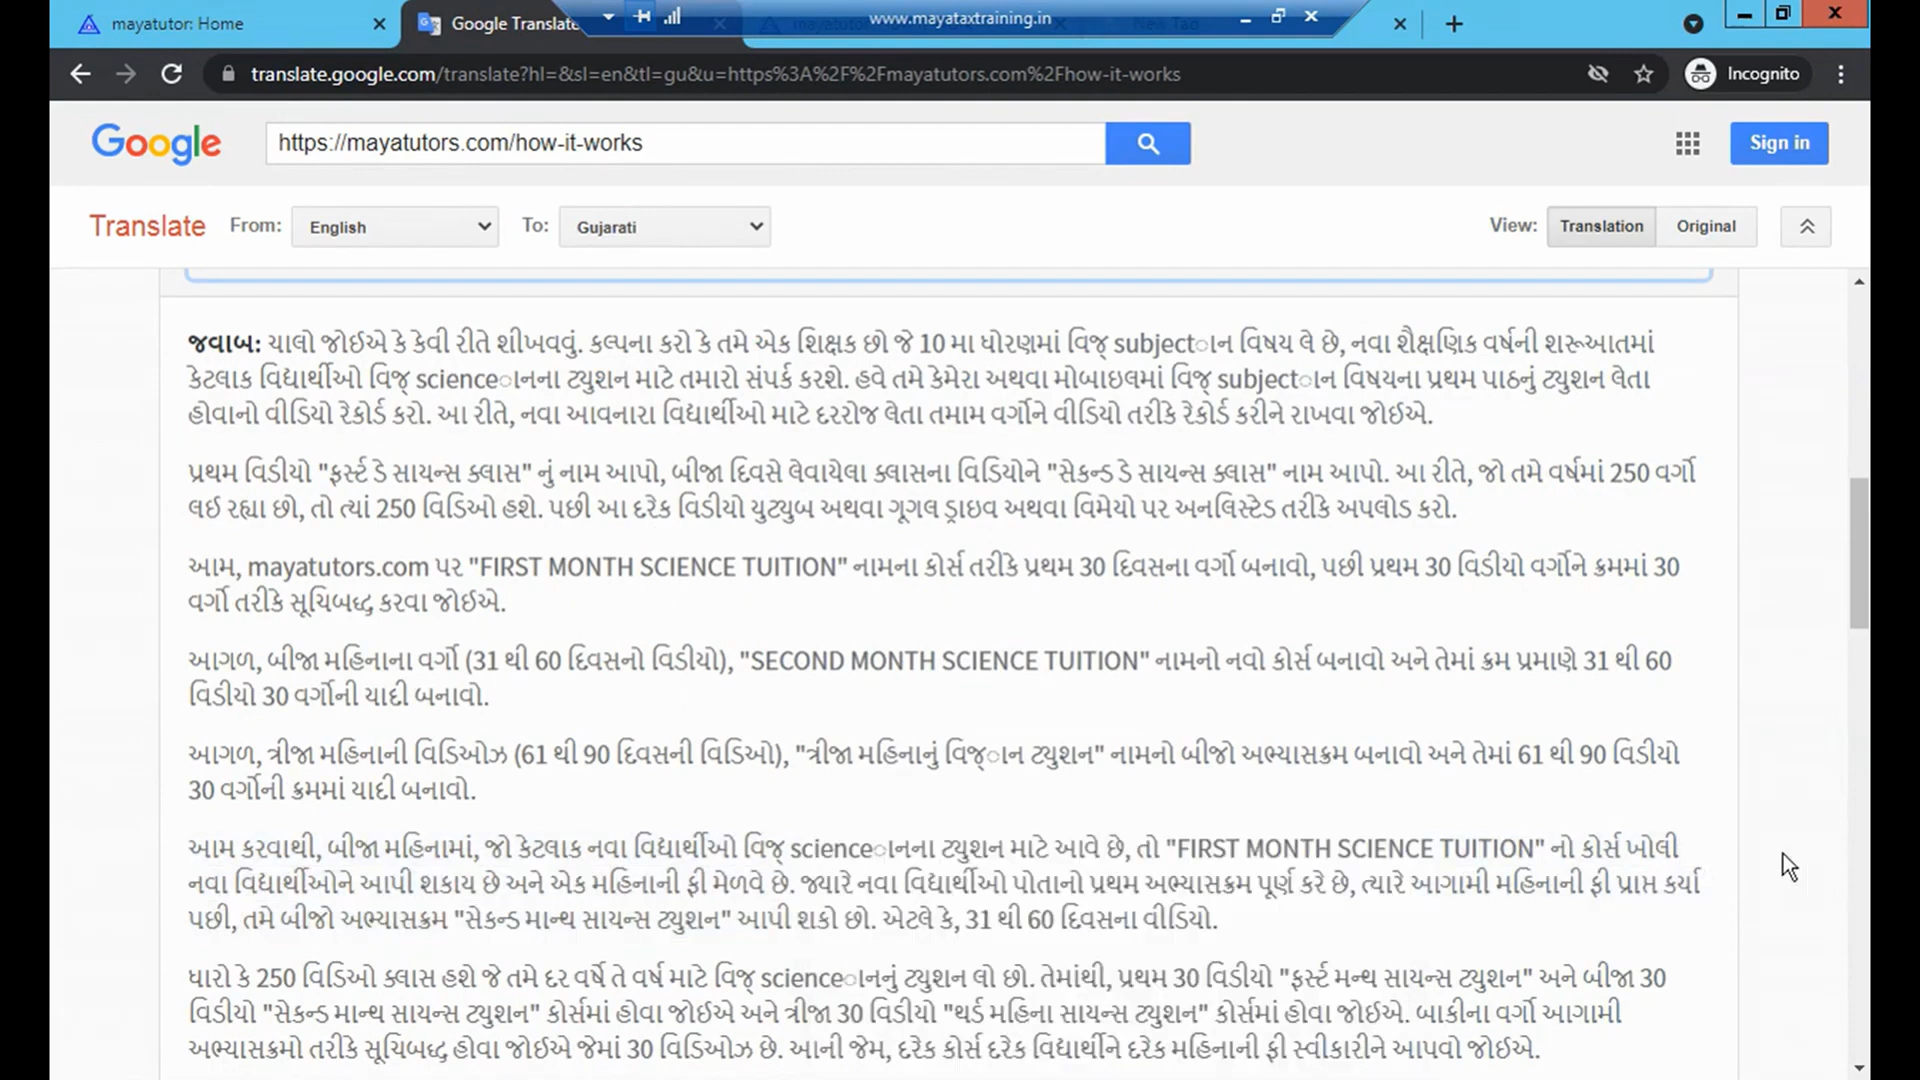 mayatutor: Home
Google Translate
www.mayataxtraining.in
translate.google.com/translate?hl=&sl=en&tl=gu&u=https%3A%2F%2Fmayatutors.com%2Fhow-it-works
Incognito
Google
https://mayatutors.com/how-it-works
Sign in
Translate From: English To: Gujarati View: Translation Original
જવાબ: ચાલો જોઈએ કે કેવી રીતે શીખવવું. કલ્પના કરો કે તમે એક શિક્ષક છો જે 10 મા ધોરણમાં વિજ્ subjectાન વિષય લે છે, નવા શૈક્ષણિક વર્ષની શરૂઆતમાં
કેટલાક વિદ્યાર્થીઓ વિજ્ scienceાનના ટ્યુશન માટે તમારો સંપર્ક કરશે. હવે તમે કેમેરા અથવા મોબાઇલમાં વિજ્ subjectાન વિષયના પ્રથમ પાઠનું ટ્યુશન લેતા
હોવાનો વીડિયો રેકોર્ડ કરો. આ રીતે, નવા આવનારા વિદ્યાર્થીઓ માટે દરરોજ લેતા તમામ વર્ગોને વીડિયો તરીકે રેકોર્ડ કરીને રાખવા જોઈએ.
પ્રથમ વિડીયો "ફર્સ્ટ ડે સાયન્સ ક્લાસ" નું નામ આપો, બીજા દિવસે લેવાયેલા ક્લાસના વિડિયોને "સેકન્ડ ડે સાયન્સ ક્લાસ" નામ આપો. આ રીતે, જો તમે વર્ષમાં 250 વર્ગો
લઈ રહ્યા છો, તો ત્યાં 250 વિડિઓ હશે. પછી આ દરેક વિડીયો યુટ્યુબ અથવા ગૂગલ ડ્રાઇવ અથવા વિમેયો પર અનલિસ્ટેડ તરીકે અપલોડ કરો.
આમ, mayatutors.com પર "FIRST MONTH SCIENCE TUITION" નામના કોર્સ તરીકે પ્રથમ 30 દિવસના વર્ગો બનાવો, પછી પ્રથમ 30 વિડીયો વર્ગોને ક્રમમાં 30
વર્ગો તરીકે સૂચિબદ્ધ કરવા જોઈએ.
આગળ, બીજા મહિનાના વર્ગો (31 થી 60 દિવસનો વિડીયો), "SECOND MONTH SCIENCE TUITION" નામનો નવો કોર્સ બનાવો અને તેમાં ક્રમ પ્રમાણે 31 થી 60
વિડીયો 30 વર્ગોની યાદી બનાવો.
આગળ, ત્રીજા મહિનાની વિડિઓઝ (61 થી 90 દિવસની વિડિઓ), "ત્રીજા મહિનાનું વિજ્ાન ટ્યુશન" નામનો બીજો અભ્યાસક્રમ બનાવો અને તેમાં 61 થી 90 વિડીયો
30 વર્ગોની ક્રમમાં યાદી બનાવો.
આમ કરવાથી, બીજા મહિનામાં, જો કેટલાક નવા વિદ્યાર્થીઓ વિજ્ scienceાનના ટ્યુશન માટે આવે છે, તો "FIRST MONTH SCIENCE TUITION" નો કોર્સ ખોલી
નવા વિદ્યાર્થીઓને આપી શકાય છે અને એક મહિનાની ફી મેળવે છે. જ્યારે નવા વિદ્યાર્થીઓ પોતાનો પ્રથમ અભ્યાસક્રમ પૂર્ણ કરે છે, ત્યારે આગામી મહિનાની ફી પ્રાપ્ત કર્યા
પછી, તમે બીજો અભ્યાસક્રમ "સેકન્ડ માન્થ સાયન્સ ટ્યુશન" આપી શકો છો. એટલે કે, 31 થી 60 દિવસના વીડિયો.
ધારો કે 250 વિડિઓ ક્લાસ હશે જે તમે દર વર્ષે તે વર્ષ માટે વિજ્ scienceાનનું ટ્યુશન લો છો. તેમાંથી, પ્રથમ 30 વિડીયો "ફર્સ્ટ મન્થ સાયન્સ ટ્યુશન" અને બીજા 30
વિડીયો "સેકન્ડ માન્થ સાયન્સ ટ્યુશન" કોર્સમાં હોવા જોઈએ અને ત્રીજા 30 વિડીયો "થર્ડ મહિના સાયન્સ ટ્યુશન" કોર્સમાં હોવા જોઈએ. બાકીના વર્ગો આગામી
અભ્યાસક્રમો તરીકે સૂચિબદ્ધ હોવા જોઈએ જેમાં 30 વિડિઓઝ છે. આની જેમ, દરેક કોર્સ દરેક વિદ્યાર્થીને દરેક મહિનાની ફી સ્વીકારીને આપવો જોઈએ.